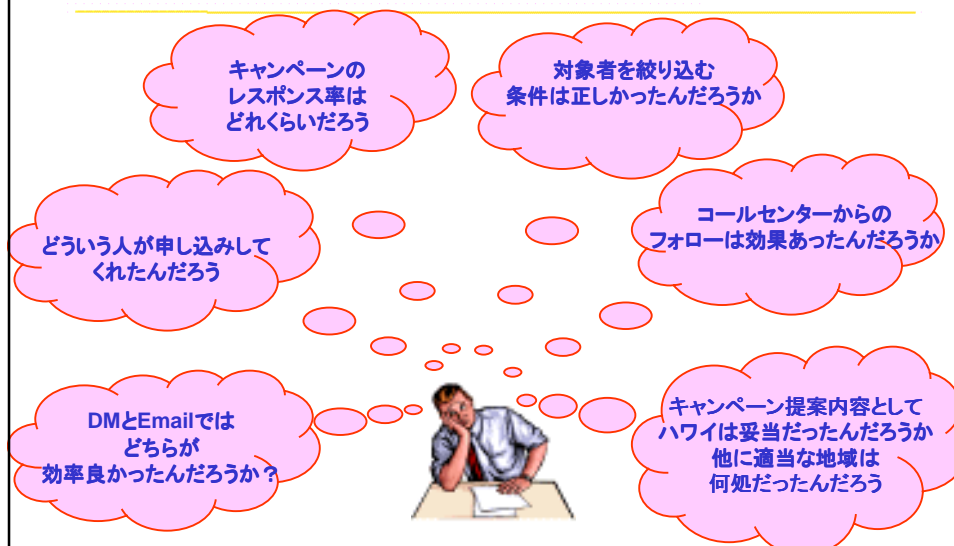 キャンペーンの
レスポンス率は
どれくらいだろう
対象者を絞り込む
条件は正しかったんだろうか
どういう人が申し込みして
くれたんだろう
コールセンターからの
フォローは効果あったんだろうか
DMとEmailでは
どちらが
効率良かったんだろうか？
キャンペーン提案内容として
ハワイは妥当だったんだろうか
他に適当な地域は
何処だったんだろう